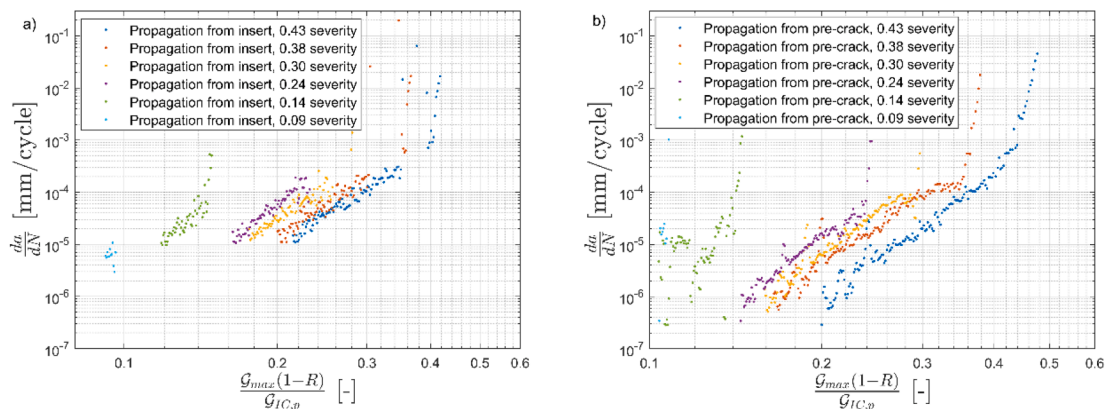 a)
Propagation from insert, 0.43 severity
Propagation from insert, 0.38 severity
Propagation from insert, 0.30 severity
Propagation from insert, 0.24 severity
Propagation from insert, 0.14 severity
Propagation from insert, 0.09 severity
10^-1
10^-2
10^-3
10^-4
10^-5
10^-6
10^-7
da/dN [mm/cycle]
0.1 0.2 0.3 0.4 0.5 0.6
G_max(1−R)/G_IC,p [-]
b)
Propagation from pre-crack, 0.43 severity
Propagation from pre-crack, 0.38 severity
Propagation from pre-crack, 0.30 severity
Propagation from pre-crack, 0.24 severity
Propagation from pre-crack, 0.14 severity
Propagation from pre-crack, 0.09 severity
10^-1
10^-2
10^-3
10^-4
10^-5
10^-6
10^-7
da/dN [mm/cycle]
0.1 0.2 0.3 0.4 0.5 0.6
G_max(1−R)/G_IC,p [-]